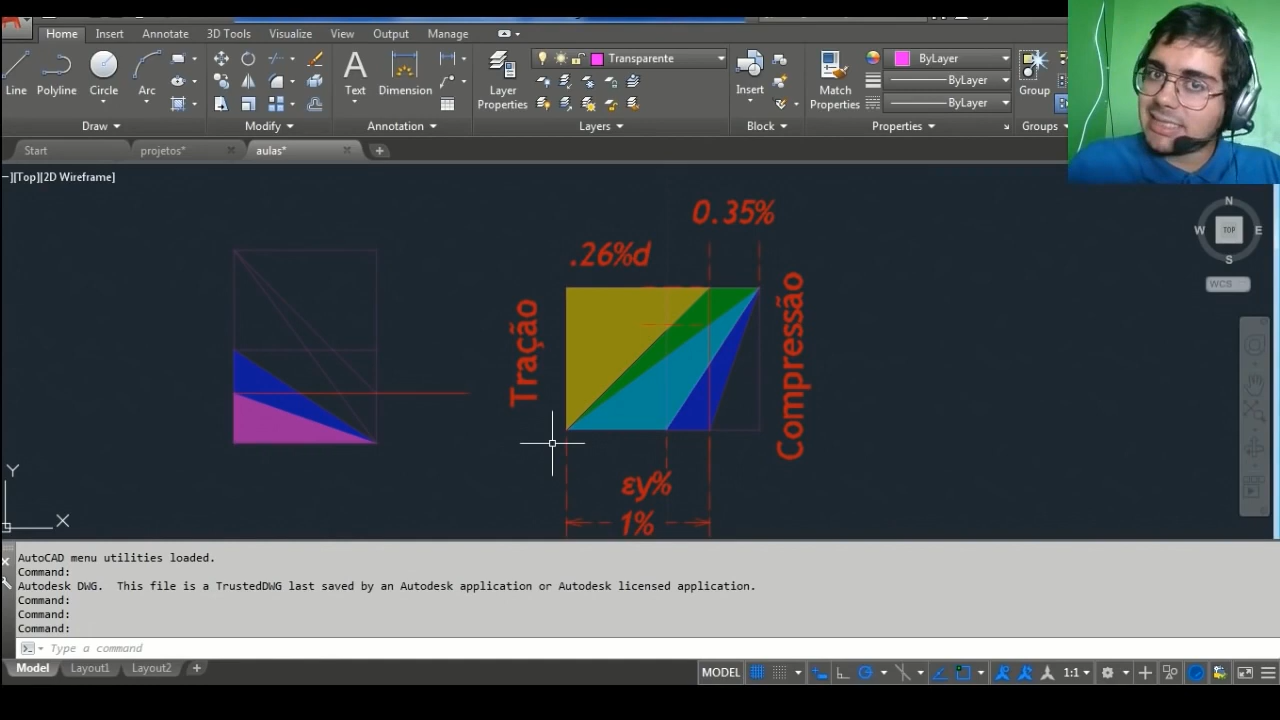 Home Insert Annotate 3D Tools Visualize View Output Manage
Line Polyline Circle Arc Text Dimension Layer Properties Transparente Insert Match Properties ByLayer Group
ByLayer
ByLayer
Draw Modify Annotation Layers Block Properties Groups
Start projetos* aulas*
–][Top][2D Wireframe]
N
W TOP E
S
WCS
0.35%
.26%d
Tração
Compressão
εy%
1%
Y
X
AutoCAD menu utilities loaded.
Command:
Autodesk DWG. This file is a TrustedDWG last saved by an Autodesk application or Autodesk licensed application.
Command:
Command:
Command:
Type a command
Model Layout1 Layout2 MODEL 1:1